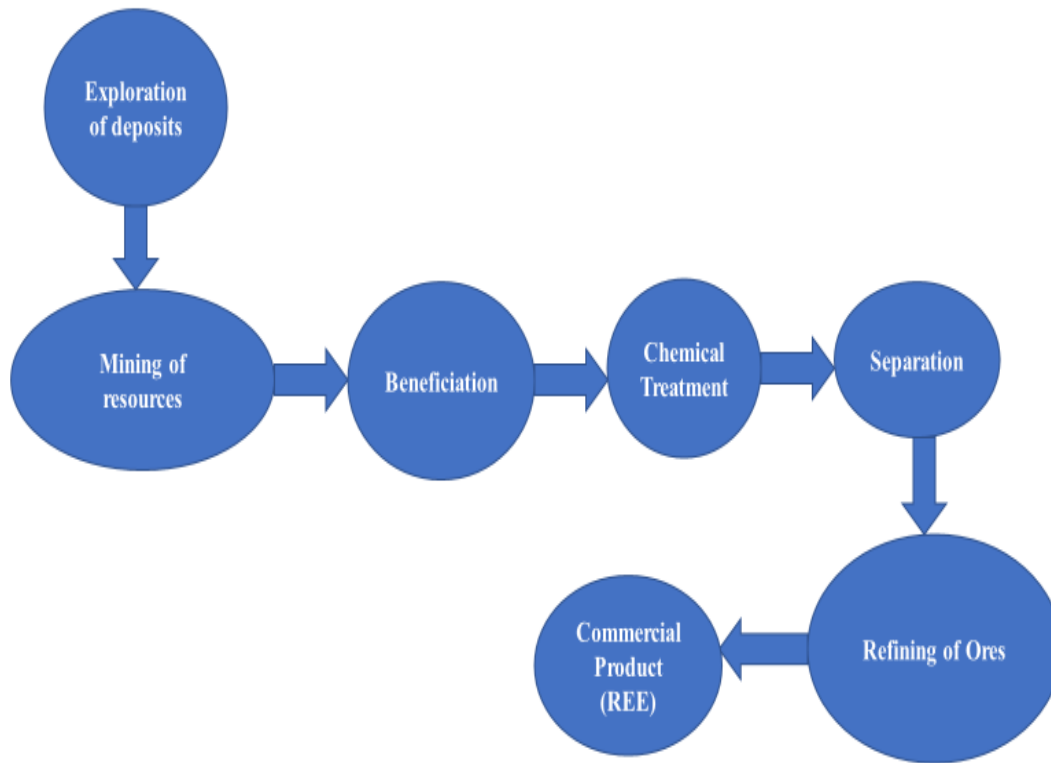 Exploration
of deposits
Mining of
resources
Beneficiation
Chemical
Treatment
Separation
Refining of Ores
Commercial
Product
(REE)